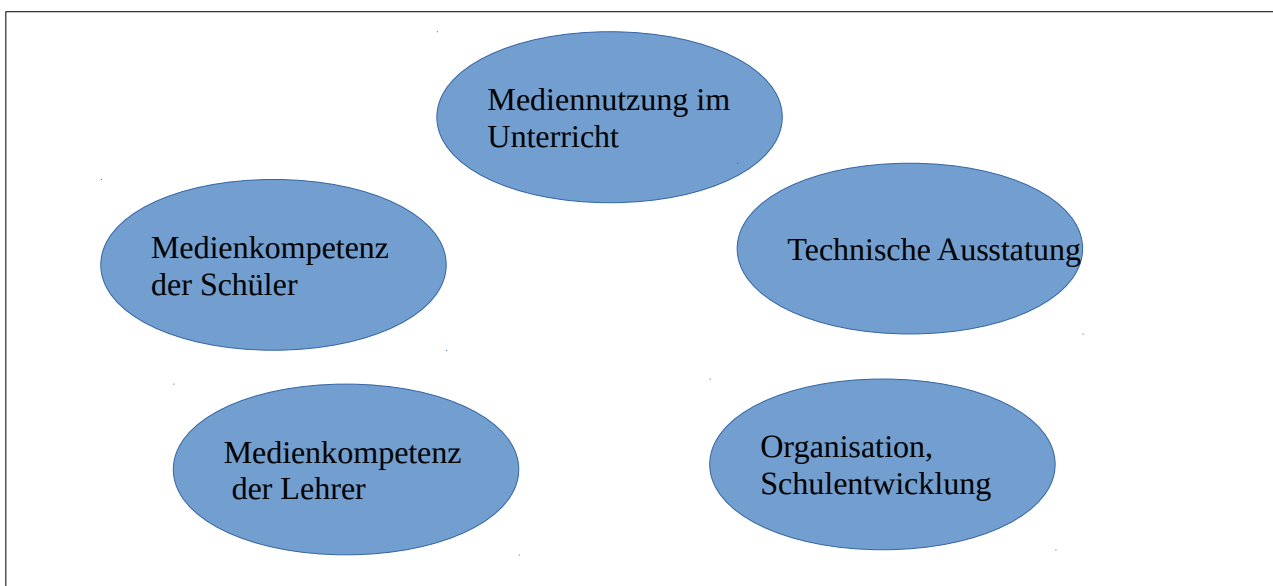 Mediennutzung im
Unterricht
Medienkompetenz
der Schüler
Technische Ausstatung
Medienkompetenz
der Lehrer
Organisation,
Schulentwicklung